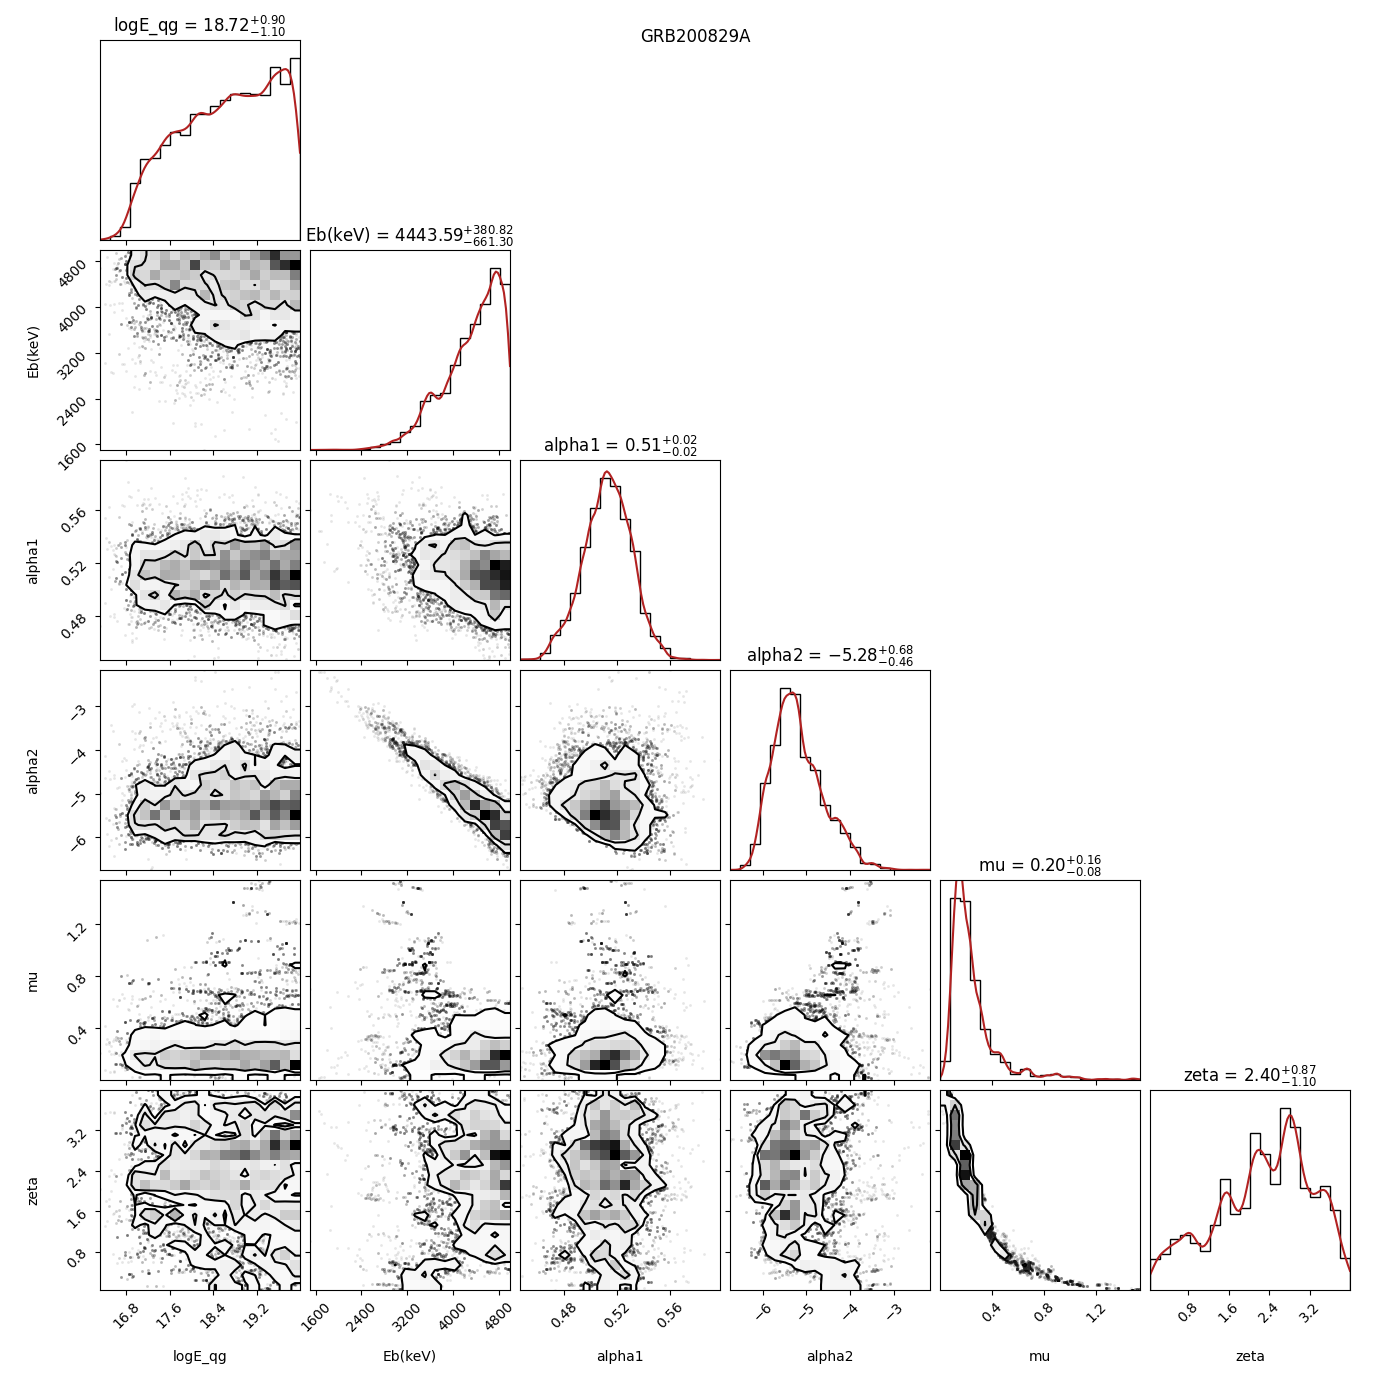 GRB200829A
logE_qg = 18.72+0.90 −1.10
Eb(keV) = 4443.59+380.82 −661.30
4800
4000
3200
2400
1600
Eb(keV)
alpha1 = 0.51+0.02 −0.02
0.56
0.52
0.48
alpha1
alpha2 = −5.28+0.68 −0.46
−3
−4
−5
−6
alpha2
mu = 0.20+0.16 −0.08
1.2
0.8
0.4
mu
zeta = 2.40+0.87 −1.10
3.2
2.4
1.6
0.8
zeta
16.8 17.6 18.4 19.2 1600 2400 3200 4000 4800 0.48 0.52 0.56 −6 −5 −4 −3 0.4 0.8 1.2 0.8 1.6 2.4 3.2
logE_qg Eb(keV) alpha1 alpha2 mu zeta